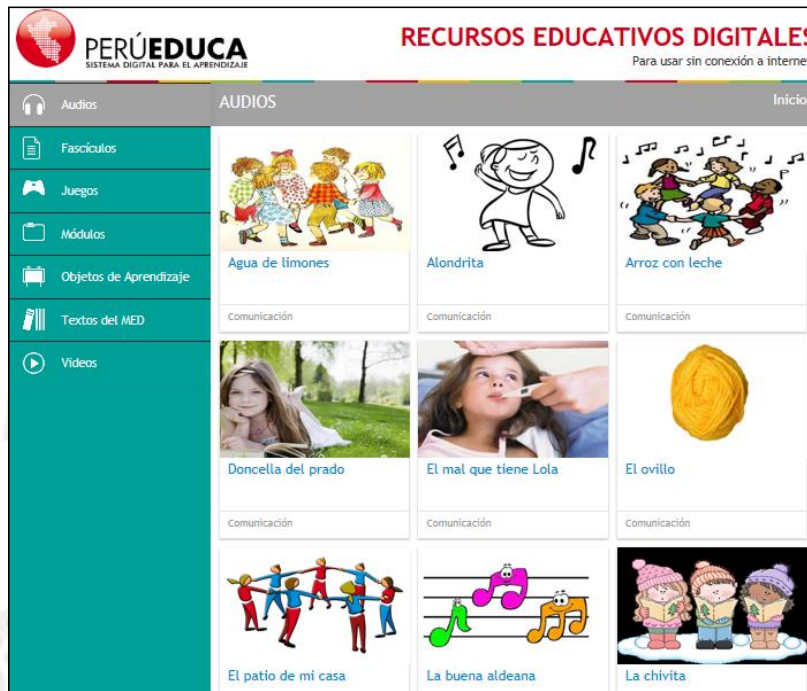 PERÚEDUCA
SISTEMA DIGITAL PARA EL APRENDIZAJE
RECURSOS EDUCATIVOS DIGITALES
Para usar sin conexión a interne
Audios
Fascículos
Juegos
Módulos
Objetos de Aprendizaje
Textos del MED
Videos
AUDIOS
Inicio
Agua de limones
Alondrita
Arroz con leche
Comunicación
Comunicación
Comunicación
Doncella del prado
El mal que tiene Lola
El ovillo
Comunicación
Comunicación
Comunicación
El patio de mi casa
La buena aldeana
La chivita